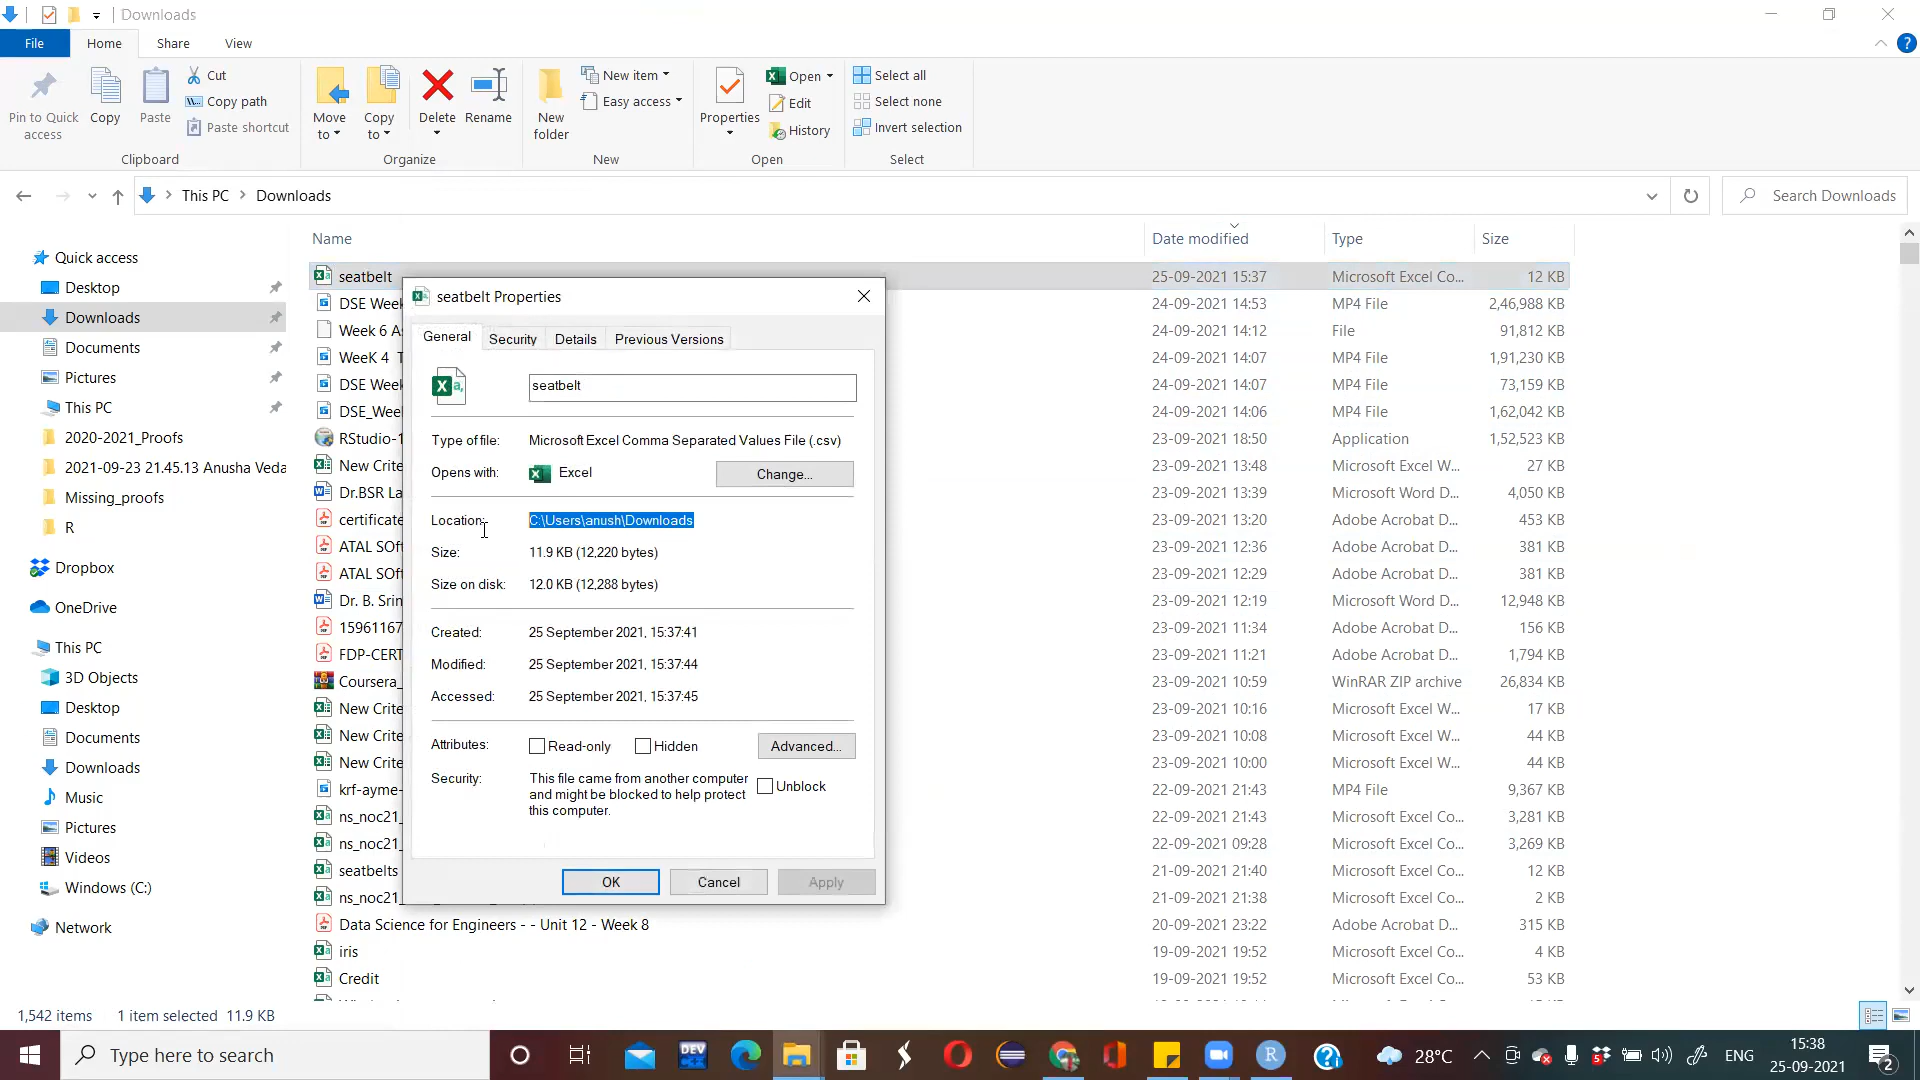 Downloads
File
Home
Share
View
Pin to Quick access
Copy
Paste
Cut
Copy path
Paste shortcut
Clipboard
Move to
Copy to
Delete
Rename
Organize
New folder
New item
Easy access
New
Properties
Open
Edit
History
Open
Select all
Select none
Invert selection
Select
This PC > Downloads
Search Downloads
Name
Date modified
Type
Size
Quick access
Desktop
Downloads
Documents
Pictures
This PC
2020-2021_Proofs
2021-09-23 21.45.13 Anusha Veda
Missing_proofs
R
Dropbox
OneDrive
This PC
3D Objects
Desktop
Documents
Downloads
Music
Pictures
Videos
Windows (C:)
Network
seatbelt 25-09-2021 15:37 Microsoft Excel Co... 12 KB
DSE Week 24-09-2021 14:53 MP4 File 2,46,988 KB
Week 6 As 24-09-2021 14:12 File 91,812 KB
WeeK 4 T 24-09-2021 14:07 MP4 File 1,91,230 KB
DSE Week 24-09-2021 14:07 MP4 File 73,159 KB
DSE_Wee 24-09-2021 14:06 MP4 File 1,62,042 KB
RStudio-1 23-09-2021 18:50 Application 1,52,523 KB
New Crite 23-09-2021 13:48 Microsoft Excel W... 27 KB
Dr.BSR La 23-09-2021 13:39 Microsoft Word D... 4,050 KB
certificate 23-09-2021 13:20 Adobe Acrobat D... 453 KB
ATAL SOft 23-09-2021 12:36 Adobe Acrobat D... 381 KB
ATAL SOft 23-09-2021 12:29 Adobe Acrobat D... 381 KB
Dr. B. Srin 23-09-2021 12:19 Microsoft Word D... 12,948 KB
15961167 23-09-2021 11:34 Adobe Acrobat D... 156 KB
FDP-CERT 23-09-2021 11:21 Adobe Acrobat D... 1,794 KB
Coursera_ 23-09-2021 10:59 WinRAR ZIP archive 26,834 KB
New Crite 23-09-2021 10:16 Microsoft Excel W... 17 KB
New Crite 23-09-2021 10:08 Microsoft Excel W... 44 KB
New Crite 23-09-2021 10:00 Microsoft Excel W... 44 KB
krf-ayme- 22-09-2021 21:43 MP4 File 9,367 KB
ns_noc21_ 22-09-2021 21:43 Microsoft Excel Co... 3,281 KB
ns_noc21_ 22-09-2021 09:28 Microsoft Excel Co... 3,269 KB
seatbelts 21-09-2021 21:40 Microsoft Excel Co... 12 KB
ns_noc21_ 21-09-2021 21:38 Microsoft Excel Co... 2 KB
Data Science for Engineers - - Unit 12 - Week 8 20-09-2021 23:22 Adobe Acrobat D... 315 KB
iris 19-09-2021 19:52 Microsoft Excel Co... 4 KB
Credit 19-09-2021 19:52 Microsoft Excel Co... 53 KB
seatbelt Properties
General
Security
Details
Previous Versions
seatbelt
Type of file: Microsoft Excel Comma Separated Values File (.csv)
Opens with: Excel
Change...
Location: C:\Users\anush\Downloads
Size: 11.9 KB (12,220 bytes)
Size on disk: 12.0 KB (12,288 bytes)
Created: 25 September 2021, 15:37:41
Modified: 25 September 2021, 15:37:44
Accessed: 25 September 2021, 15:37:45
Attributes: Read-only Hidden
Advanced...
Security: This file came from another computer
and might be blocked to help protect
this computer.
Unblock
OK
Cancel
Apply
1,542 items 1 item selected 11.9 KB
Type here to search
DEV
28°C
ENG
15:38
25-09-2021
2